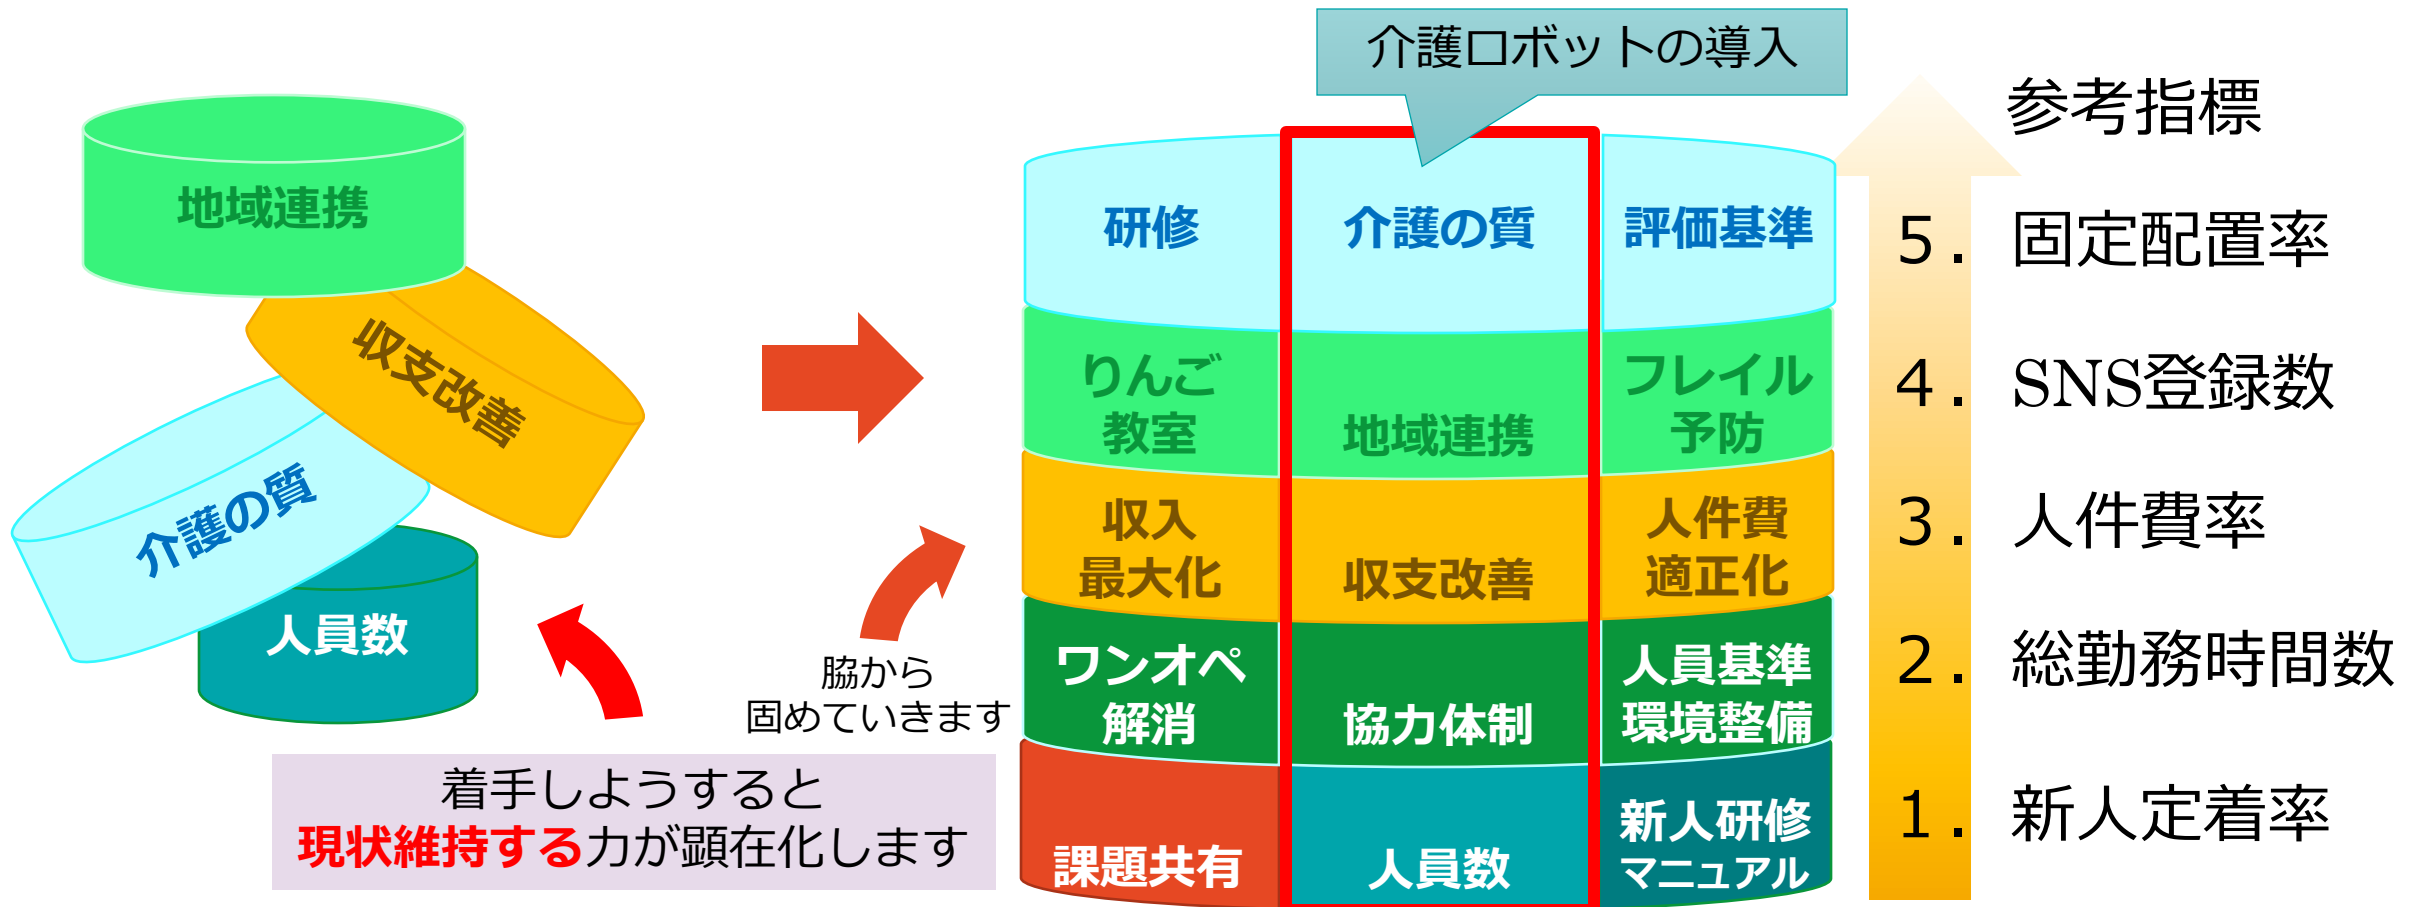 介護ロボットの導入
地域連携
収支改善
介護の質
人員数
着手しようすると
現状維持する力が顕在化します
脇から
固めていきます
研修
介護の質
評価基準
りんご
教室
地域連携
フレイル
予防
収入
最大化
収支改善
人件費
適正化
ワンオペ
解消
協力体制
人員基準
環境整備
課題共有
人員数
新人研修
マニュアル
参考指標
５．固定配置率
４．SNS登録数
３．人件費率
２．総勤務時間数
１．新人定着率